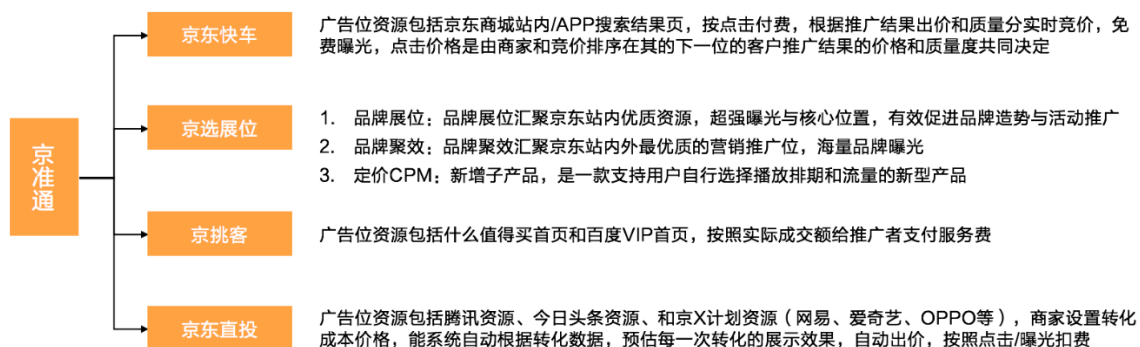 京准通
京东快车
广告位资源包括京东商城站内/APP搜索结果页，按点击付费，根据推广结果出价和质量分实时竞价，免
费曝光，点击价格是由商家和竞价排序在其的下一位的客户推广结果的价格和质量度共同决定
京选展位
1. 品牌展位：品牌展位汇聚京东站内优质资源，超强曝光与核心位置，有效促进品牌造势与活动推广
2. 品牌聚效：品牌聚效汇聚京东站内外最优质的营销推广位，海量品牌曝光
3. 定价CPM：新增子产品，是一款支持用户自行选择播放排期和流量的新型产品
京挑客
广告位资源包括什么值得买首页和百度VIP首页，按照实际成交额给推广者支付服务费
京东直投
广告位资源包括腾讯资源、今日头条资源、和京X计划资源（网易、爱奇艺、OPPO等），商家设置转化
成本价格，能系统自动根据转化数据，预估每一次转化的展示效果，自动出价，按照点击/曝光扣费